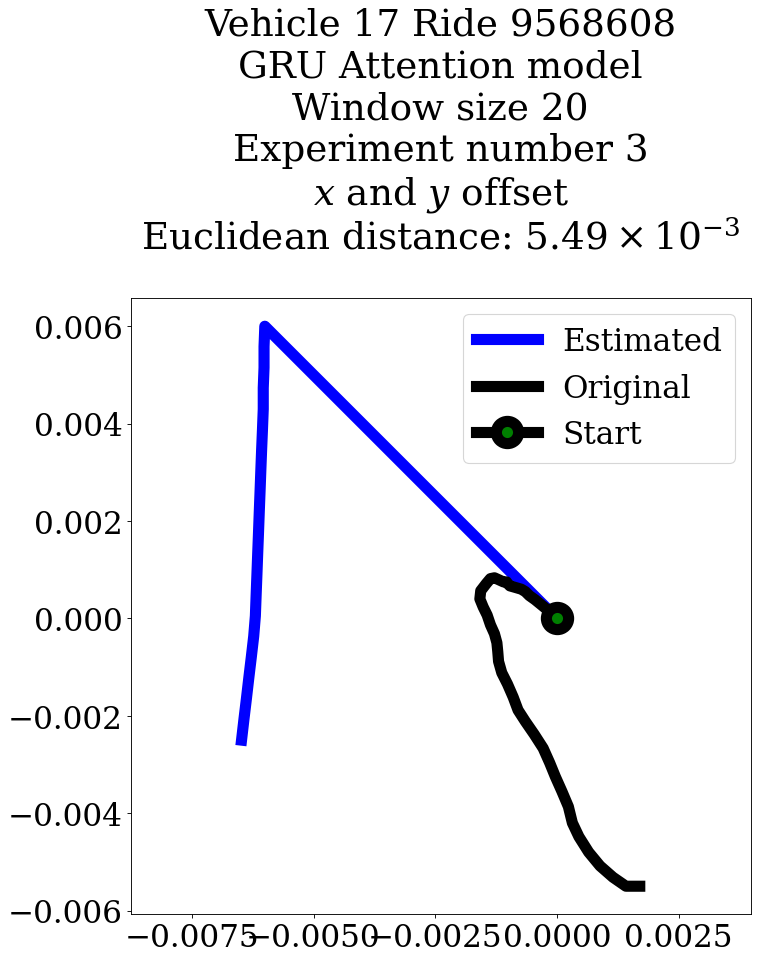 Vehicle 17 Ride 9568608
GRU Attention model
Window size 20
Experiment number 3
x and y offset
Euclidean distance: 5.49 × 10⁻³
Estimated
Original
Start
0.006
0.004
0.002
0.000
−0.002
−0.004
−0.006
−0.0075 −0.0050 −0.0025 0.0000 0.0025